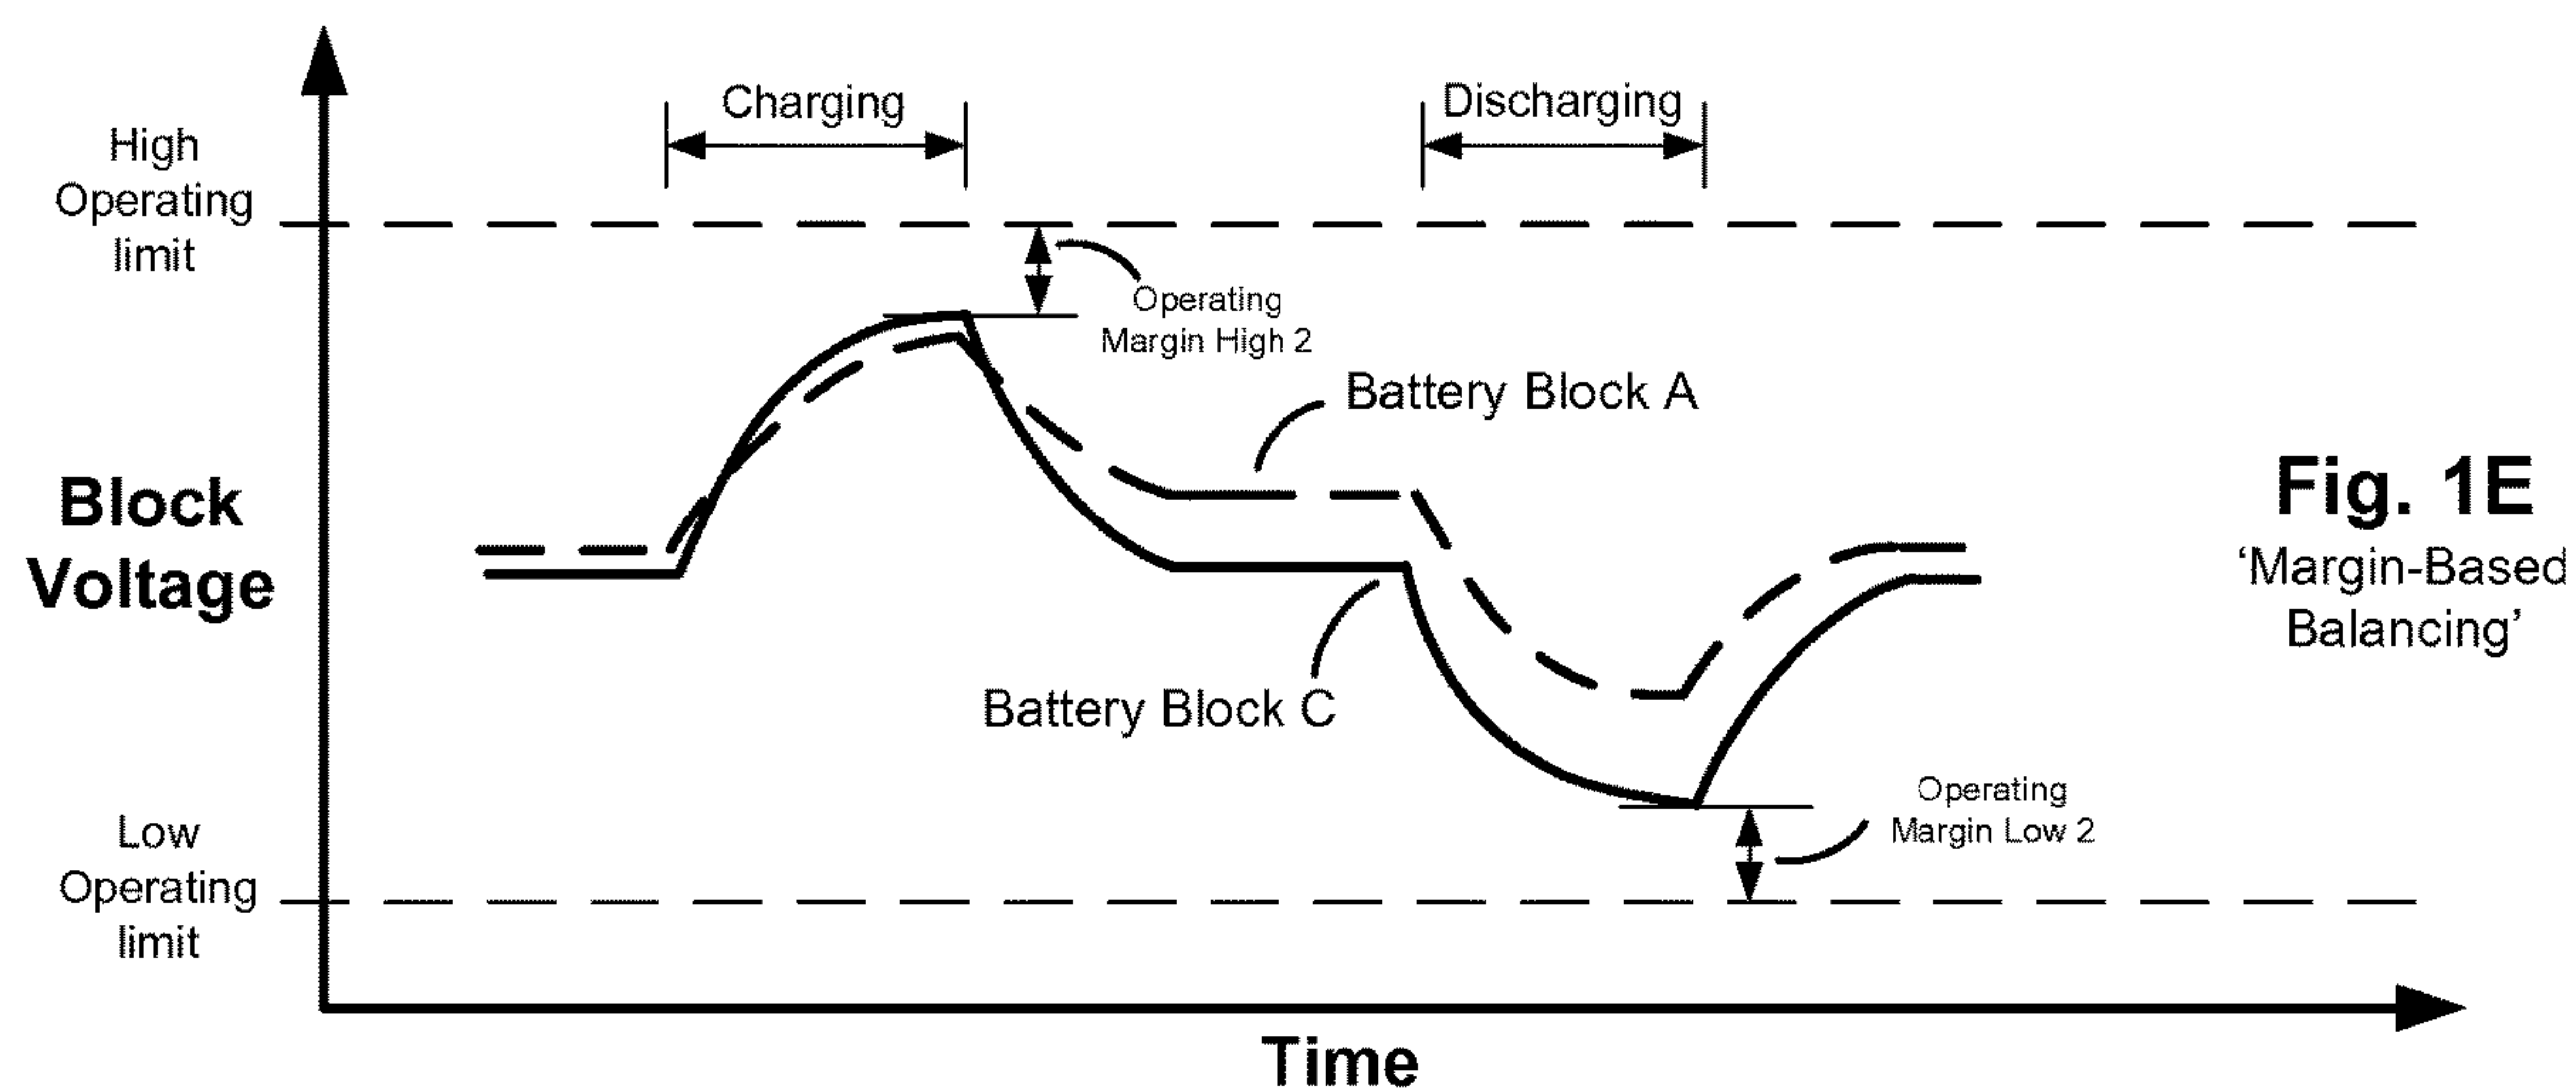 Charging
Discharging
High
Operating
limit
Operating
Margin High 2
Battery Block A
Block
Voltage
Fig. 1E
‘Margin-Based
Balancing’
Battery Block C
Operating
Margin Low 2
Low
Operating
limit
Time